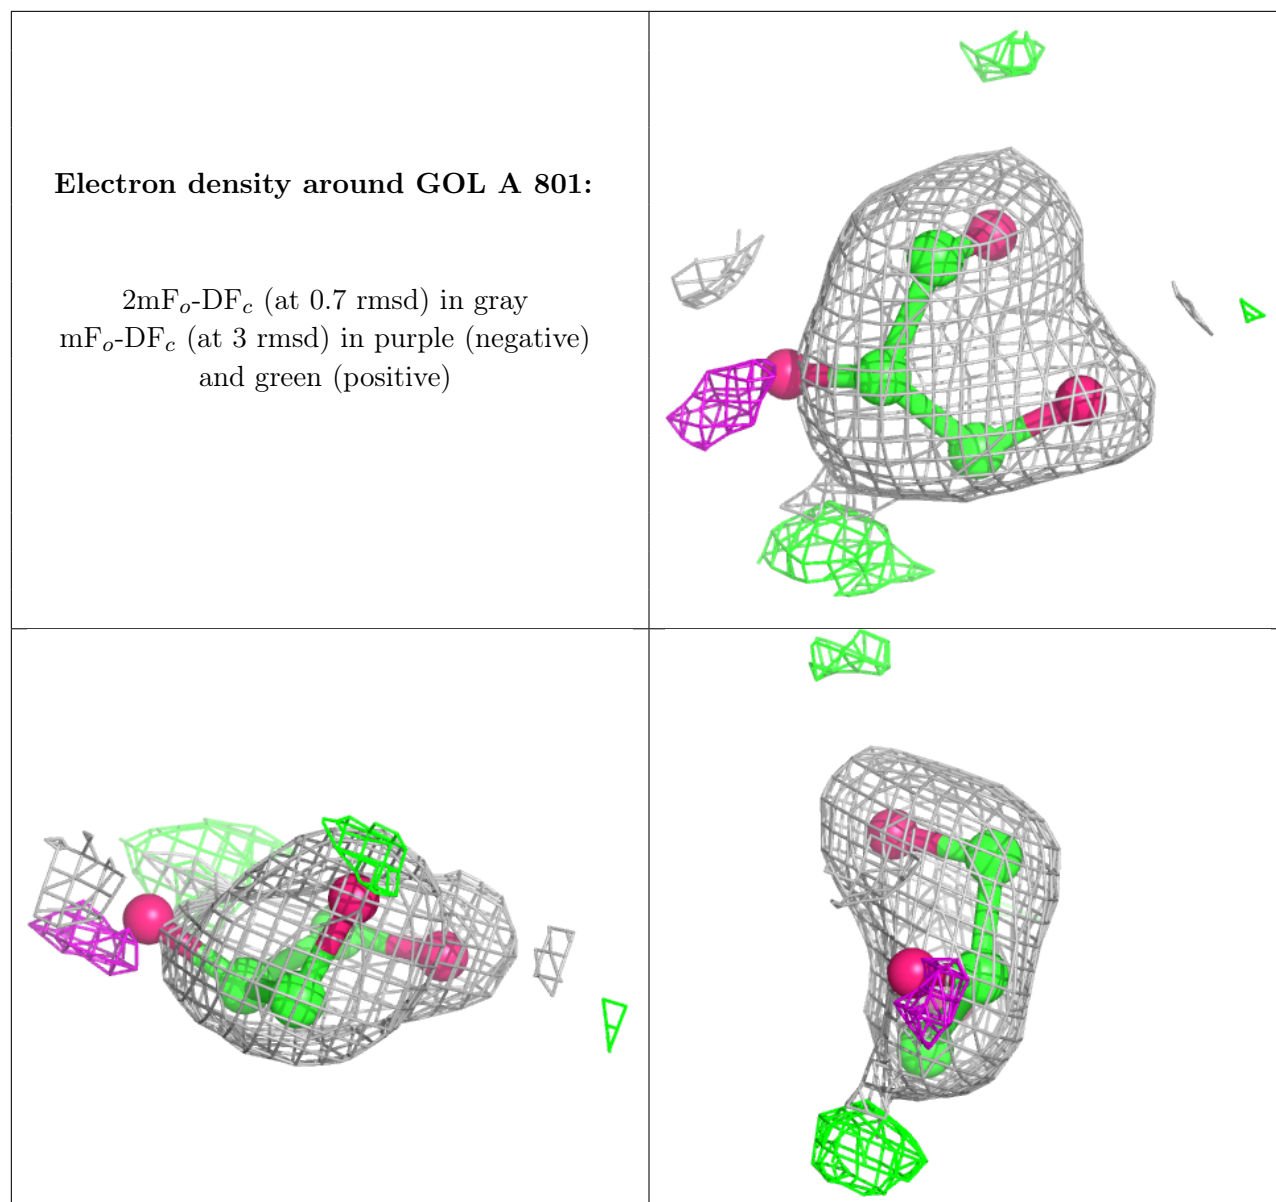 Electron density around GOL A 801:
2mFo-DFc (at 0.7 rmsd) in gray
mFo-DFc (at 3 rmsd) in purple (negative)
and green (positive)